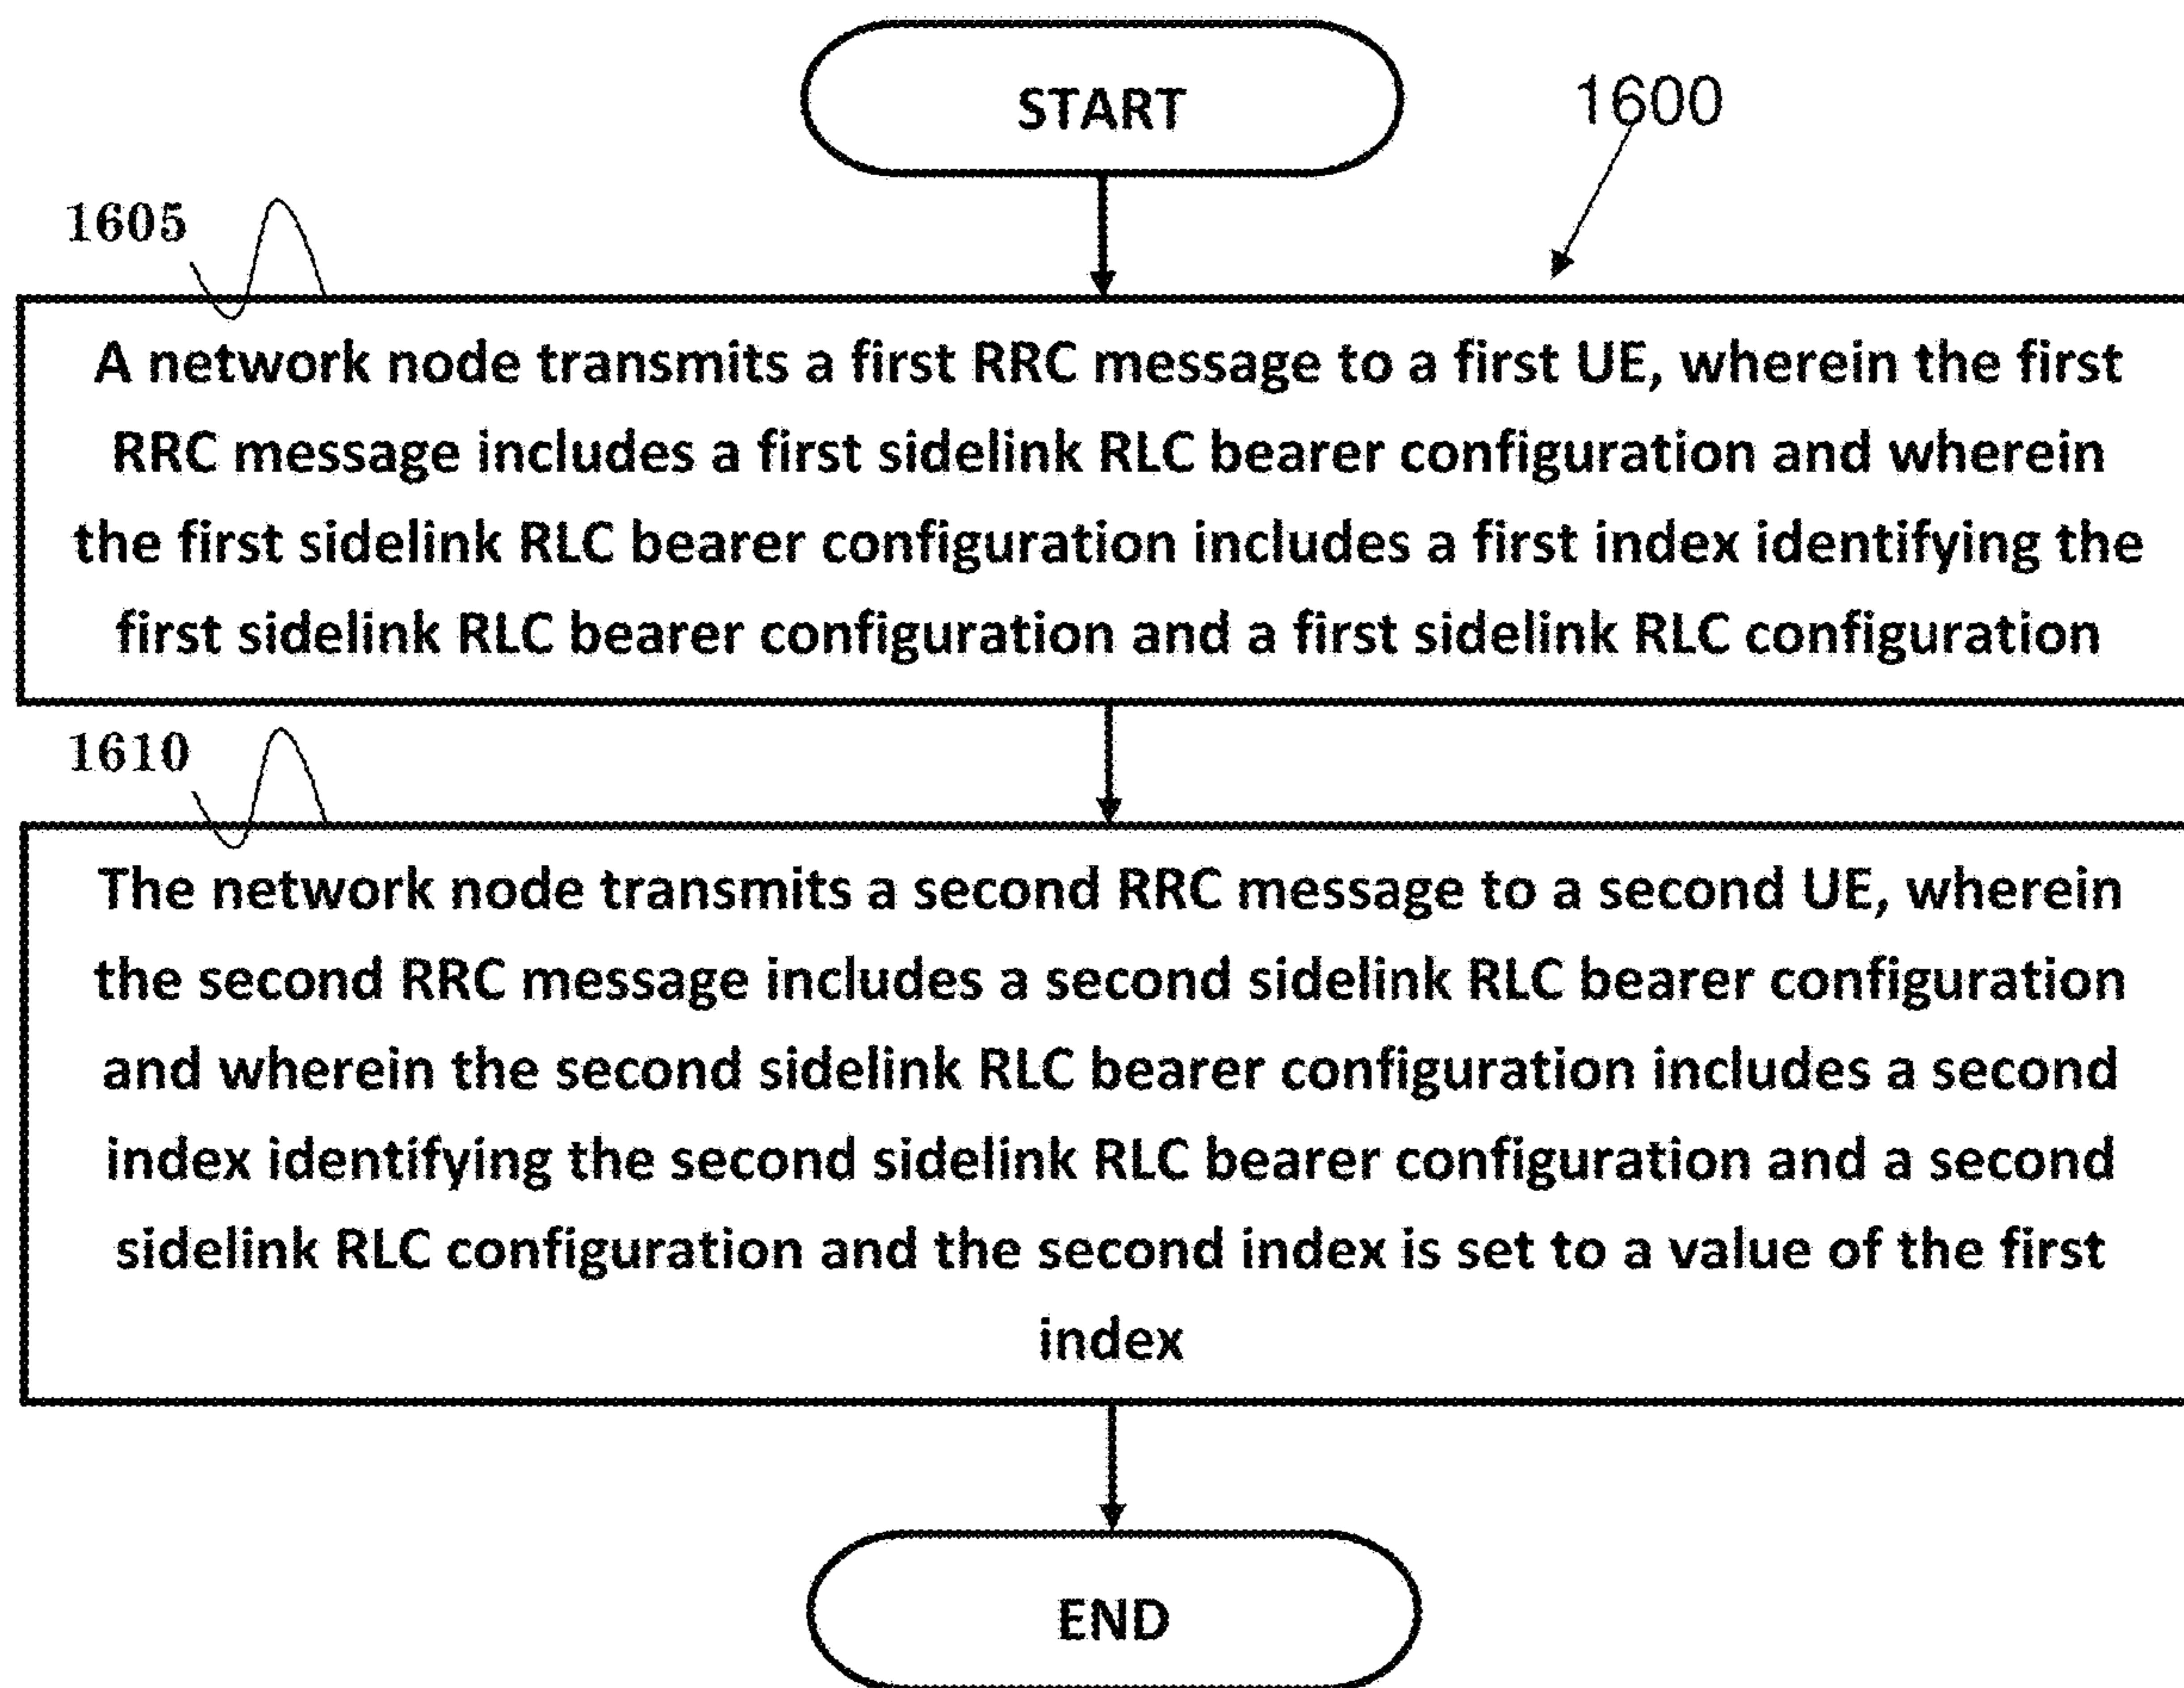 START
1600
1605
A network node transmits a first RRC message to a first UE, wherein the first
RRC message includes a first sidelink RLC bearer configuration and wherein
the first sidelink RLC bearer configuration includes a first index identifying the
first sidelink RLC bearer configuration and a first sidelink RLC configuration
1610
The network node transmits a second RRC message to a second UE, wherein
the second RRC message includes a second sidelink RLC bearer configuration
and wherein the second sidelink RLC bearer configuration includes a second
index identifying the second sidelink RLC bearer configuration and a second
sidelink RLC configuration and the second index is set to a value of the first
index
END